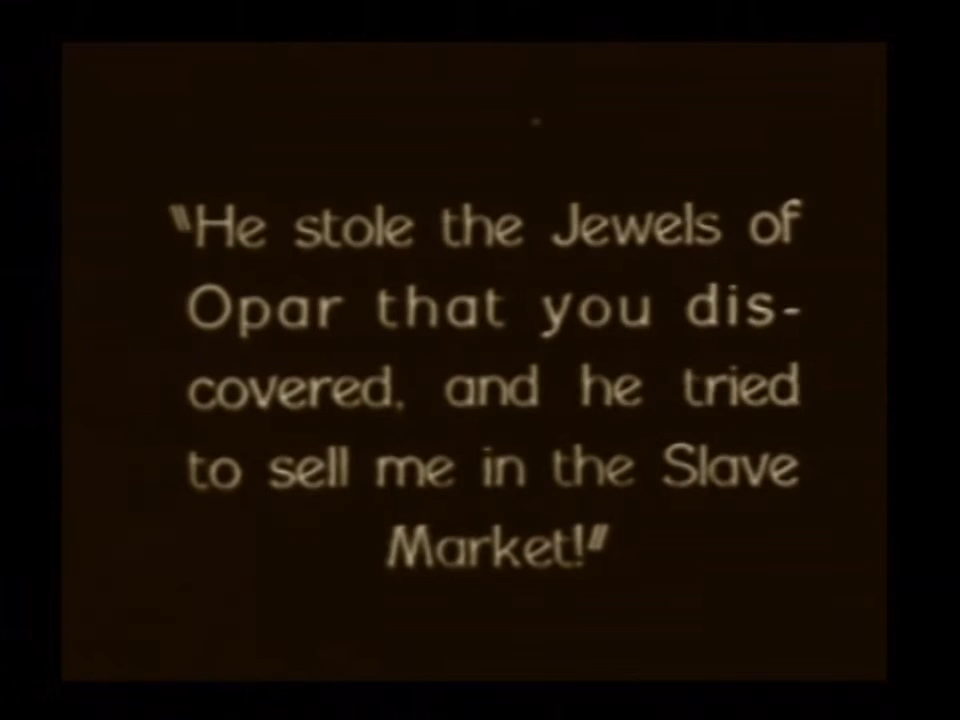 "He stole the Jewels of
Opar that you dis-
covered, and he tried
to sell me in the Slave
Market!"